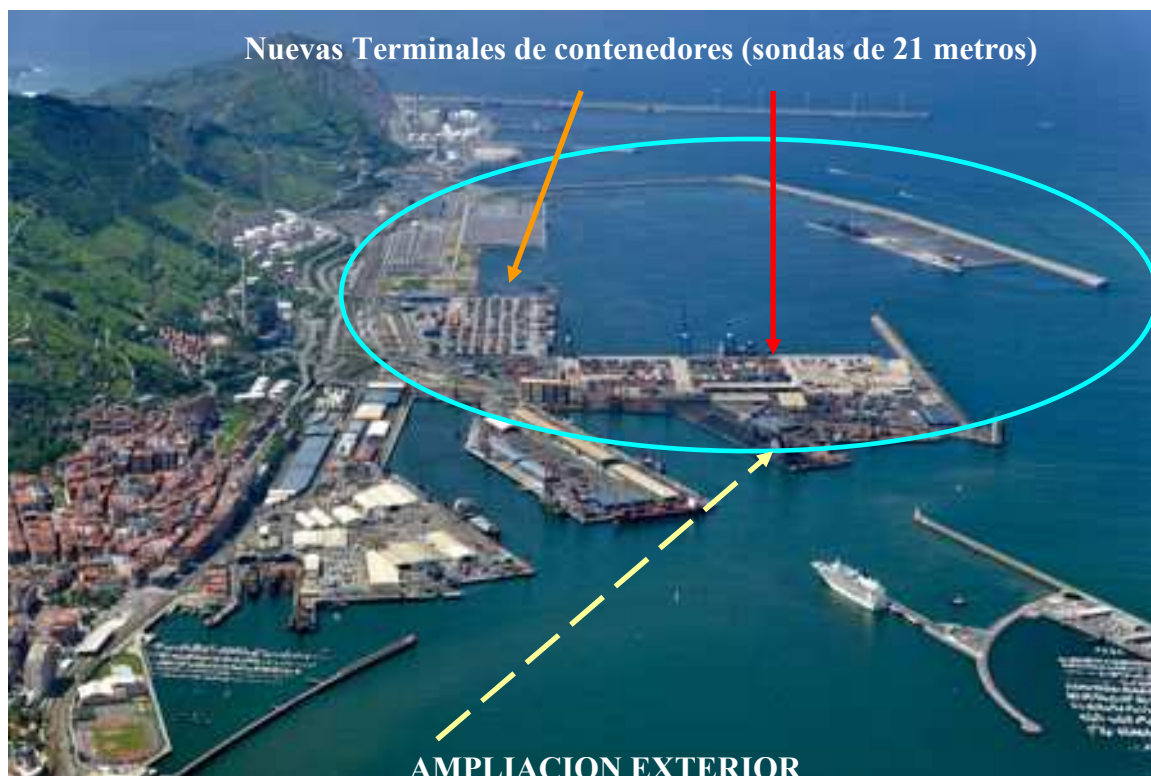 Nuevas Terminales de contenedores (sondas de 21 metros)
AMPLIACION EXTERIOR